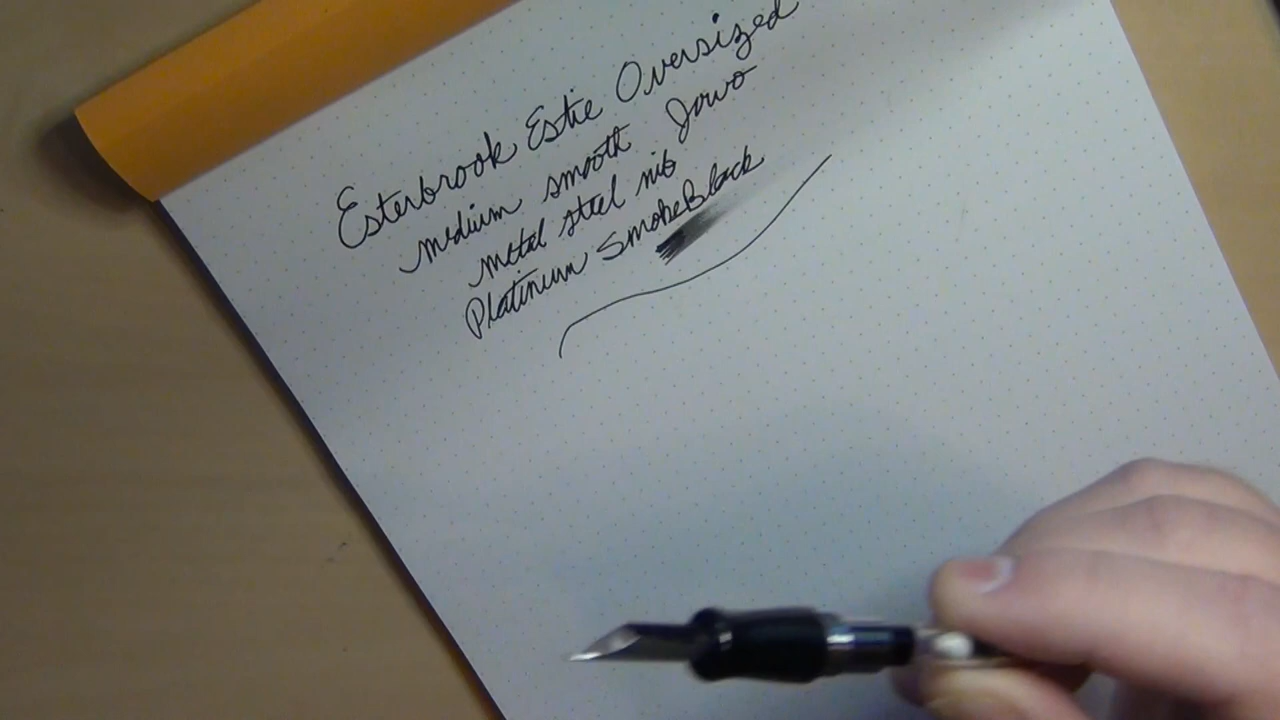 Esterbrook Estie Oversized
medium smooth Jowo
metal steel nib
Platinum SmokeBlack